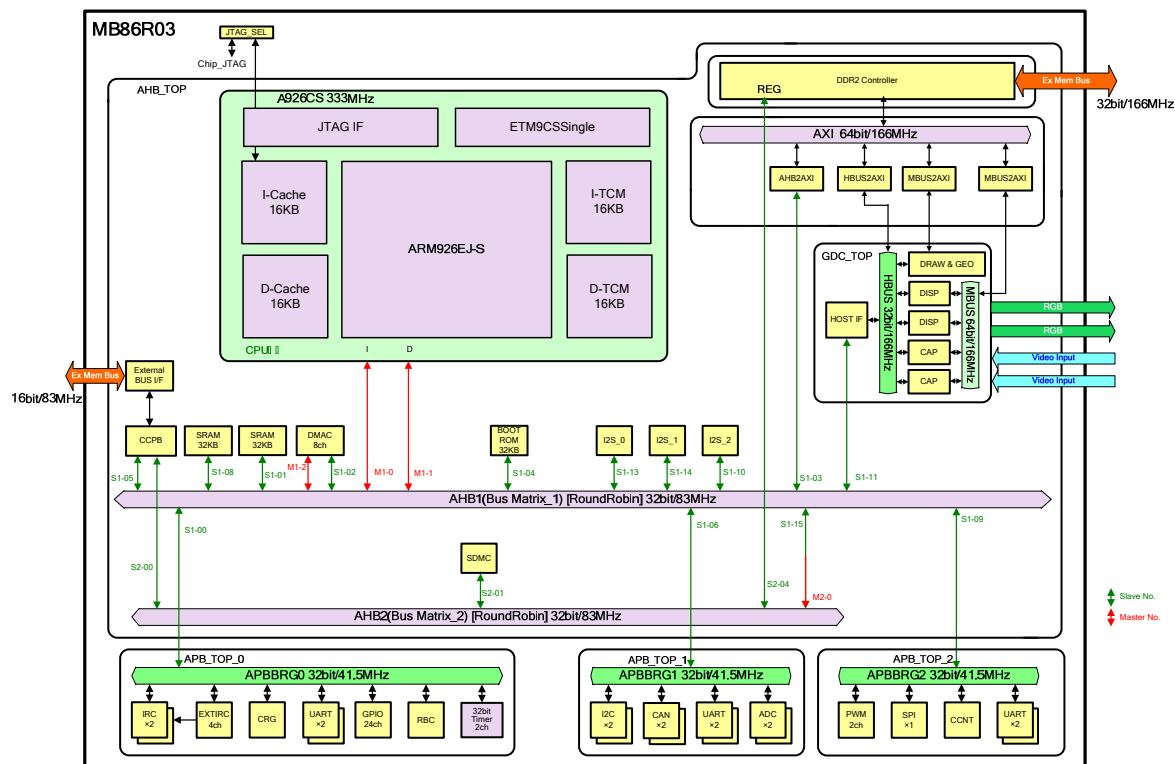 MB86R03
JTAG_SEL
Chip_JTAG
AHB_TOP
A926CS 333MHz
JTAG IF
ETM9CSSingle
I-Cache
16KB
ARM926EJ-S
I-TCM
16KB
D-Cache
16KB
D-TCM
16KB
CPU
I
D
DDR2 Controller
REG
Ex Mem Bus
32bit/166MHz
AXI 64bit/166MHz
AHB2AXI
HBUS2AXI
MBUS2AXI
MBUS2AXI
GDC_TOP
HBUS 32bit/166MHz
MBUS 64bit/166MHz
DRAW & GEO
DISP
HOST IF
DISP
CAP
CAP
RGB
RGB
Video Input
Video Input
Ex Mem Bus
16bit/83MHz
External
BUS I/F
CCPB
SRAM
32KB
SRAM
32KB
DMAC
8ch
BOOT
ROM
32KB
I2S_0
I2S_1
I2S_2
S1-05
S1-08
S1-01
M1-2
S1-02
M1-0
M1-1
S1-04
S1-13
S1-14
S1-10
S1-03
S1-11
AHB1(Bus Matrix_1) [RoundRobin] 32bit/83MHz
S1-00
S1-06
S1-15
S1-09
S2-00
SDMC
S2-01
S2-04
M2-0
AHB2(Bus Matrix_2) [RoundRobin] 32bit/83MHz
Slave No.
Master No.
APB_TOP_0
APBBRG0 32bit/41.5MHz
IRC
×2
EXTIRC
4ch
CRG
UART
×2
GPIO
24ch
RBC
32bit
Timer
2ch
APB_TOP_1
APBBRG1 32bit/41.5MHz
I2C
×2
CAN
×2
UART
×2
ADC
×2
APB_TOP_2
APBBRG2 32bit/41.5MHz
PWM
2ch
SPI
×1
CCNT
UART
×2